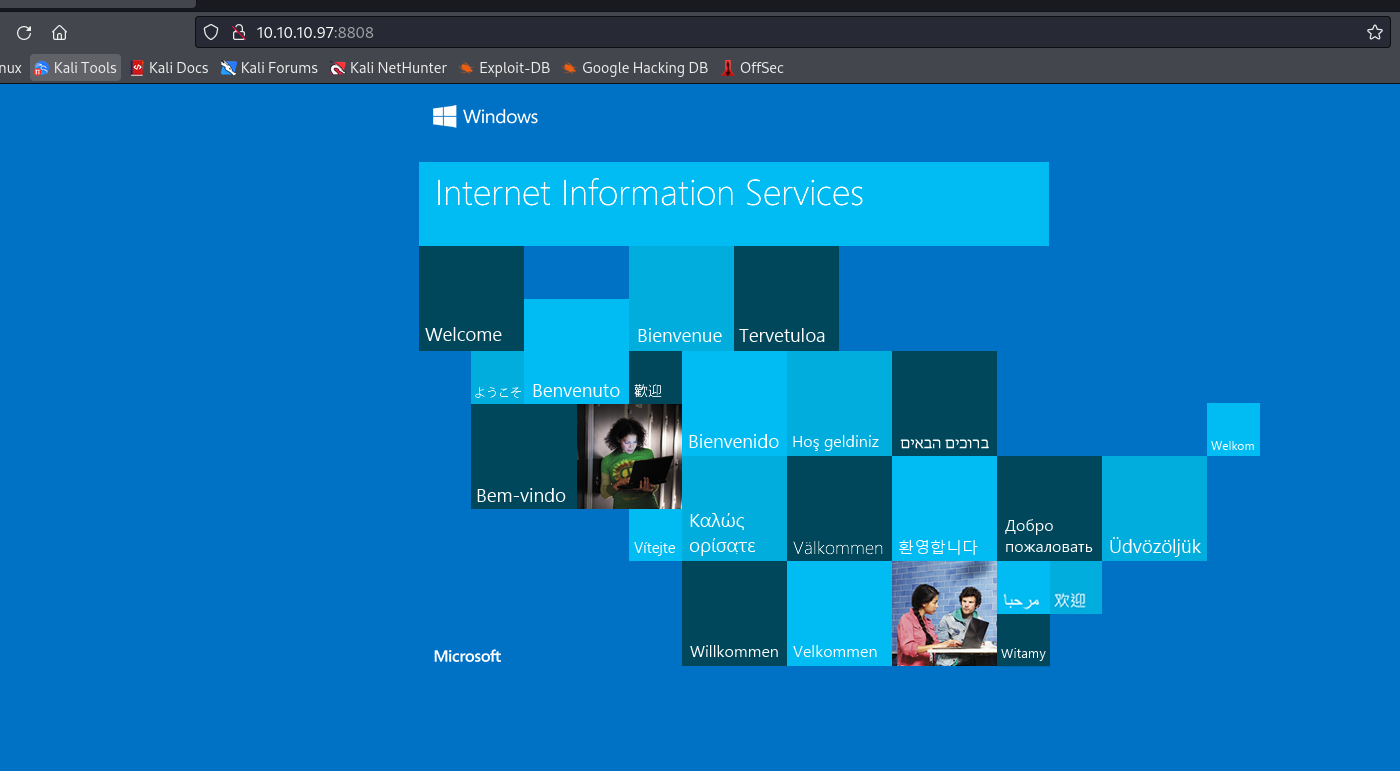 10.10.10.97:8808
nux
Kali Tools
Kali Docs
Kali Forums
Kali NetHunter
Exploit-DB
Google Hacking DB
OffSec
Windows
Internet Information Services
Welcome
Bienvenue
Tervetuloa
ようこそ
Benvenuto
歡迎
Bienvenido
Hoş geldiniz
ברוכים הבאים
Welkom
Bem-vindo
Vítejte
Καλώς
ορίσατε
Välkommen
환영합니다
Добро
пожаловать
Üdvözöljük
Willkommen
Velkommen
مرحبا
欢迎
Witamy
Microsoft